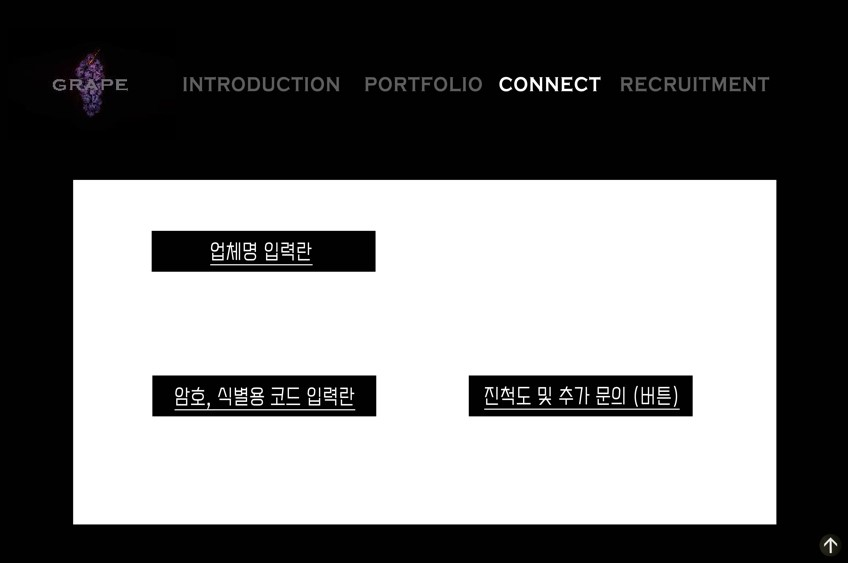 GRAPE
INTRODUCTION PORTFOLIO CONNECT RECRUITMENT
업체명 입력란
암호, 식별용 코드 입력란
진척도 및 추가 문의 (버튼)